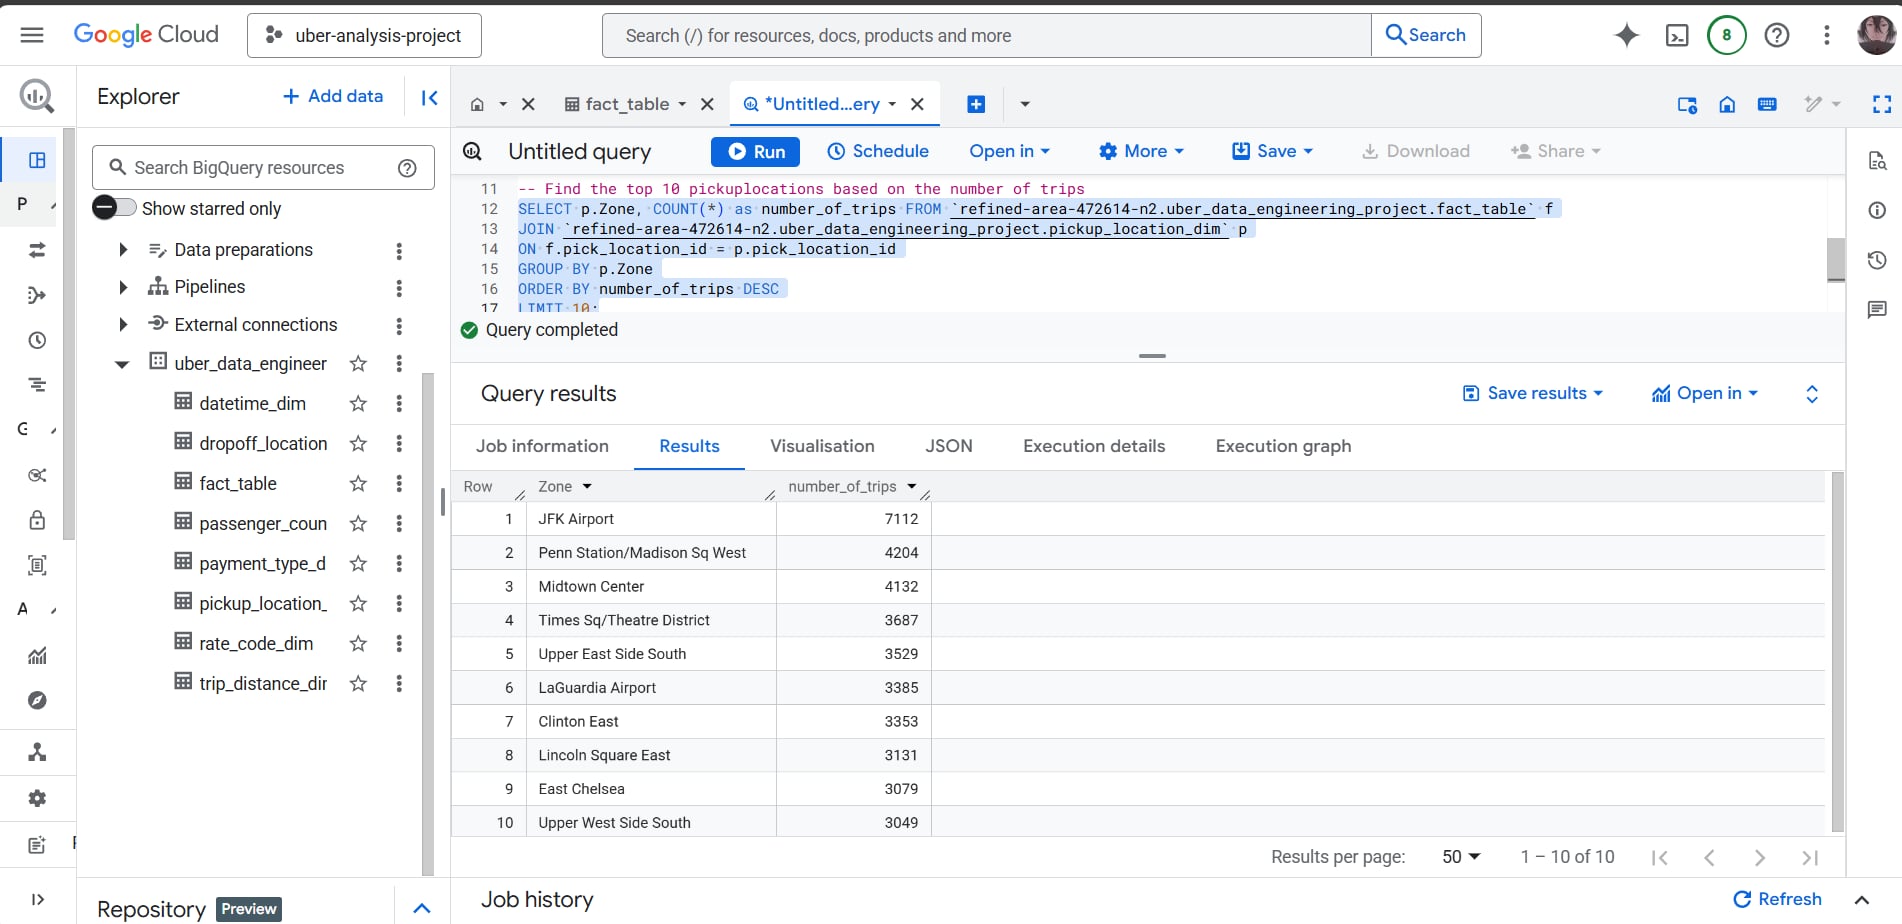 Google Cloud
uber-analysis-project
Search (/) for resources, docs, products and more
Search
8
Explorer
+ Add data
fact_table
*Untitled...ery
Search BigQuery resources
Show starred only
Data preparations
Pipelines
External connections
uber_data_engineer
datetime_dim
dropoff_location
fact_table
passenger_coun
payment_type_d
pickup_location_
rate_code_dim
trip_distance_dir
Repository Preview
P
G
A
Untitled query
Run
Schedule
Open in
More
Save
Download
Share
11 -- Find the top 10 pickuplocations based on the number of trips
12 SELECT p.Zone, COUNT(*) as number_of_trips FROM `refined-area-472614-n2.uber_data_engineering_project.fact_table` f
13 JOIN `refined-area-472614-n2.uber_data_engineering_project.pickup_location_dim` p
14 ON f.pick_location_id = p.pick_location_id
15 GROUP BY p.Zone
16 ORDER BY number_of_trips DESC
17 LIMIT 10;
Query completed
Query results
Save results
Open in
Job information Results Visualisation JSON Execution details Execution graph
Row Zone number_of_trips
1 JFK Airport 7112
2 Penn Station/Madison Sq West 4204
3 Midtown Center 4132
4 Times Sq/Theatre District 3687
5 Upper East Side South 3529
6 LaGuardia Airport 3385
7 Clinton East 3353
8 Lincoln Square East 3131
9 East Chelsea 3079
10 Upper West Side South 3049
Results per page: 50 1 – 10 of 10
Job history
Refresh